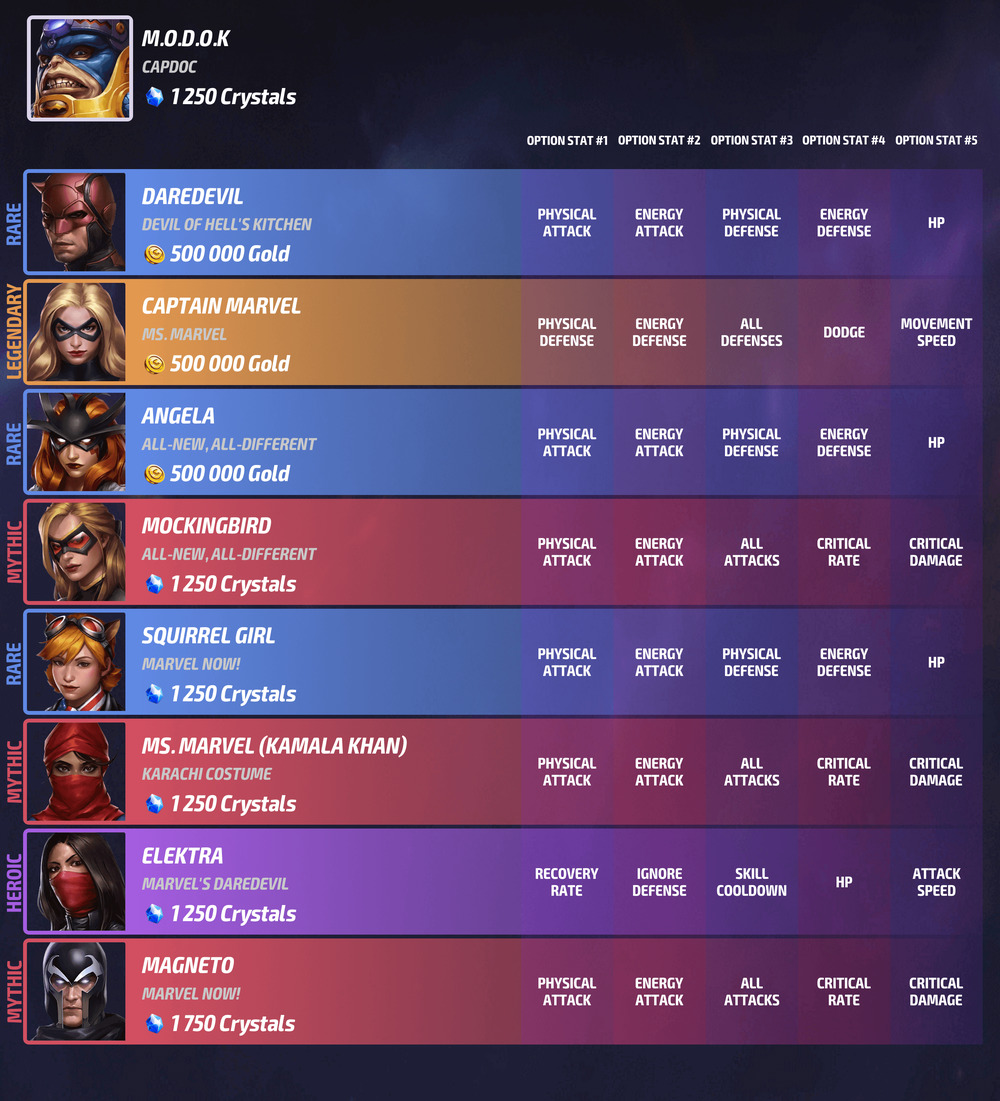 M.O.D.O.K
CAPDOC
1 250 Crystals
OPTION STAT #1 OPTION STAT #2 OPTION STAT #3 OPTION STAT #4 OPTION STAT #5
RARE
DAREDEVIL
DEVIL OF HELL'S KITCHEN
500 000 Gold
PHYSICAL ATTACK
ENERGY ATTACK
PHYSICAL DEFENSE
ENERGY DEFENSE
HP
LEGENDARY
CAPTAIN MARVEL
MS. MARVEL
500 000 Gold
PHYSICAL DEFENSE
ENERGY DEFENSE
ALL DEFENSES
DODGE
MOVEMENT SPEED
RARE
ANGELA
ALL-NEW, ALL-DIFFERENT
500 000 Gold
PHYSICAL ATTACK
ENERGY ATTACK
PHYSICAL DEFENSE
ENERGY DEFENSE
HP
MYTHIC
MOCKINGBIRD
ALL-NEW, ALL-DIFFERENT
1 250 Crystals
PHYSICAL ATTACK
ENERGY ATTACK
ALL ATTACKS
CRITICAL RATE
CRITICAL DAMAGE
RARE
SQUIRREL GIRL
MARVEL NOW!
1 250 Crystals
PHYSICAL ATTACK
ENERGY ATTACK
PHYSICAL DEFENSE
ENERGY DEFENSE
HP
MYTHIC
MS. MARVEL (KAMALA KHAN)
KARACHI COSTUME
1 250 Crystals
PHYSICAL ATTACK
ENERGY ATTACK
ALL ATTACKS
CRITICAL RATE
CRITICAL DAMAGE
HEROIC
ELEKTRA
MARVEL'S DAREDEVIL
1 250 Crystals
RECOVERY RATE
IGNORE DEFENSE
SKILL COOLDOWN
HP
ATTACK SPEED
MYTHIC
MAGNETO
MARVEL NOW!
1 750 Crystals
PHYSICAL ATTACK
ENERGY ATTACK
ALL ATTACKS
CRITICAL RATE
CRITICAL DAMAGE